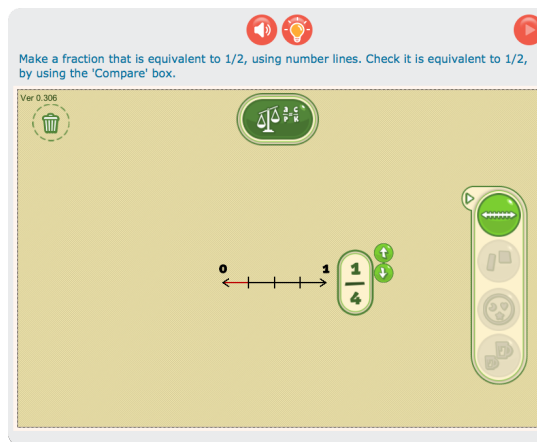 Make a fraction that is equivalent to 1/2, using number lines. Check it is equivalent to 1/2,
by using the 'Compare' box.
Ver 0.306
a/P = c/K
0 1
1
4